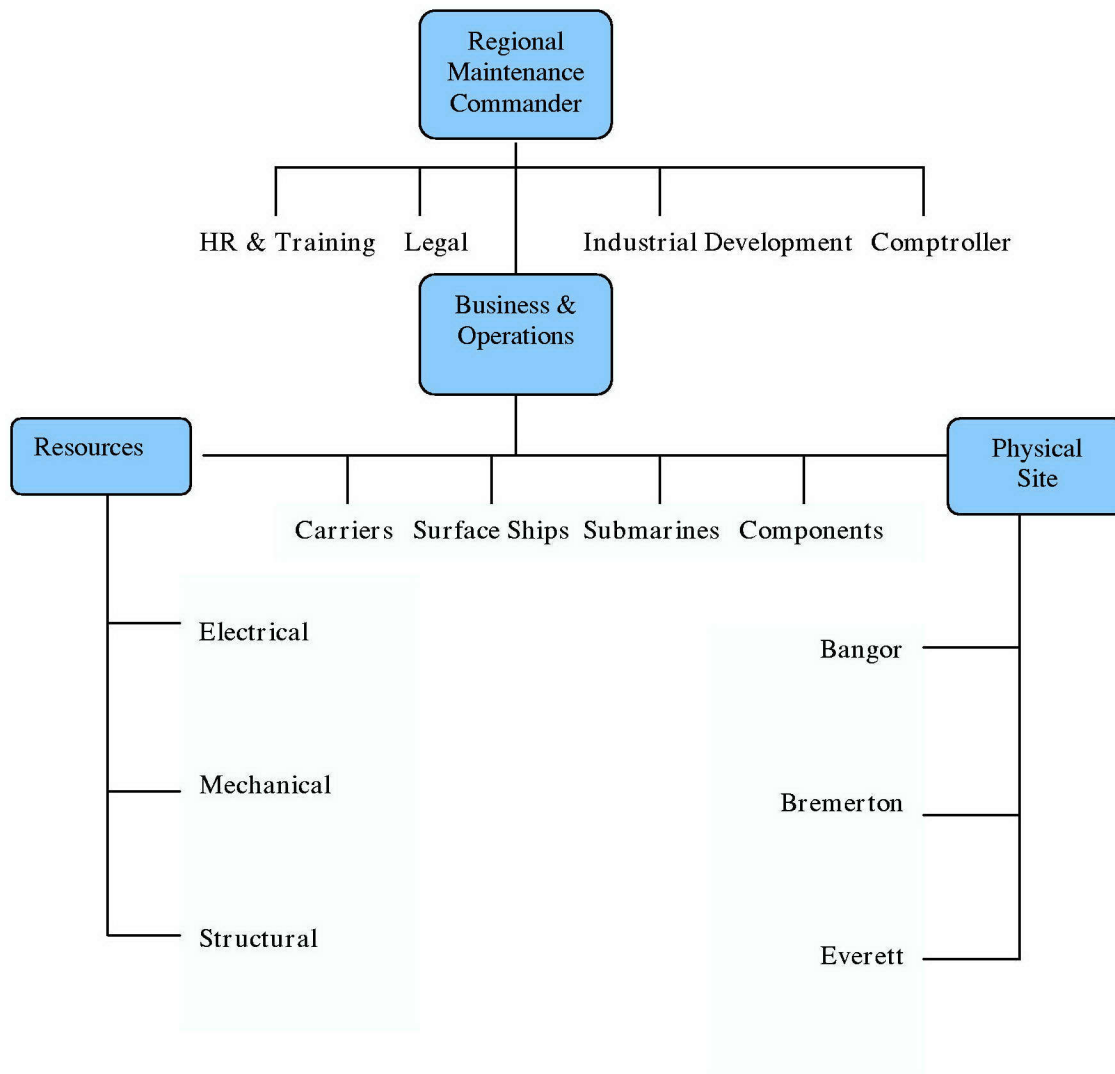 Regional
Maintenance
Commander
HR & Training Legal Industrial Development Comptroller
Business &
Operations
Resources
Physical
Site
Carriers Surface Ships Submarines Components
Electrical
Bangor
Mechanical
Bremerton
Structural
Everett